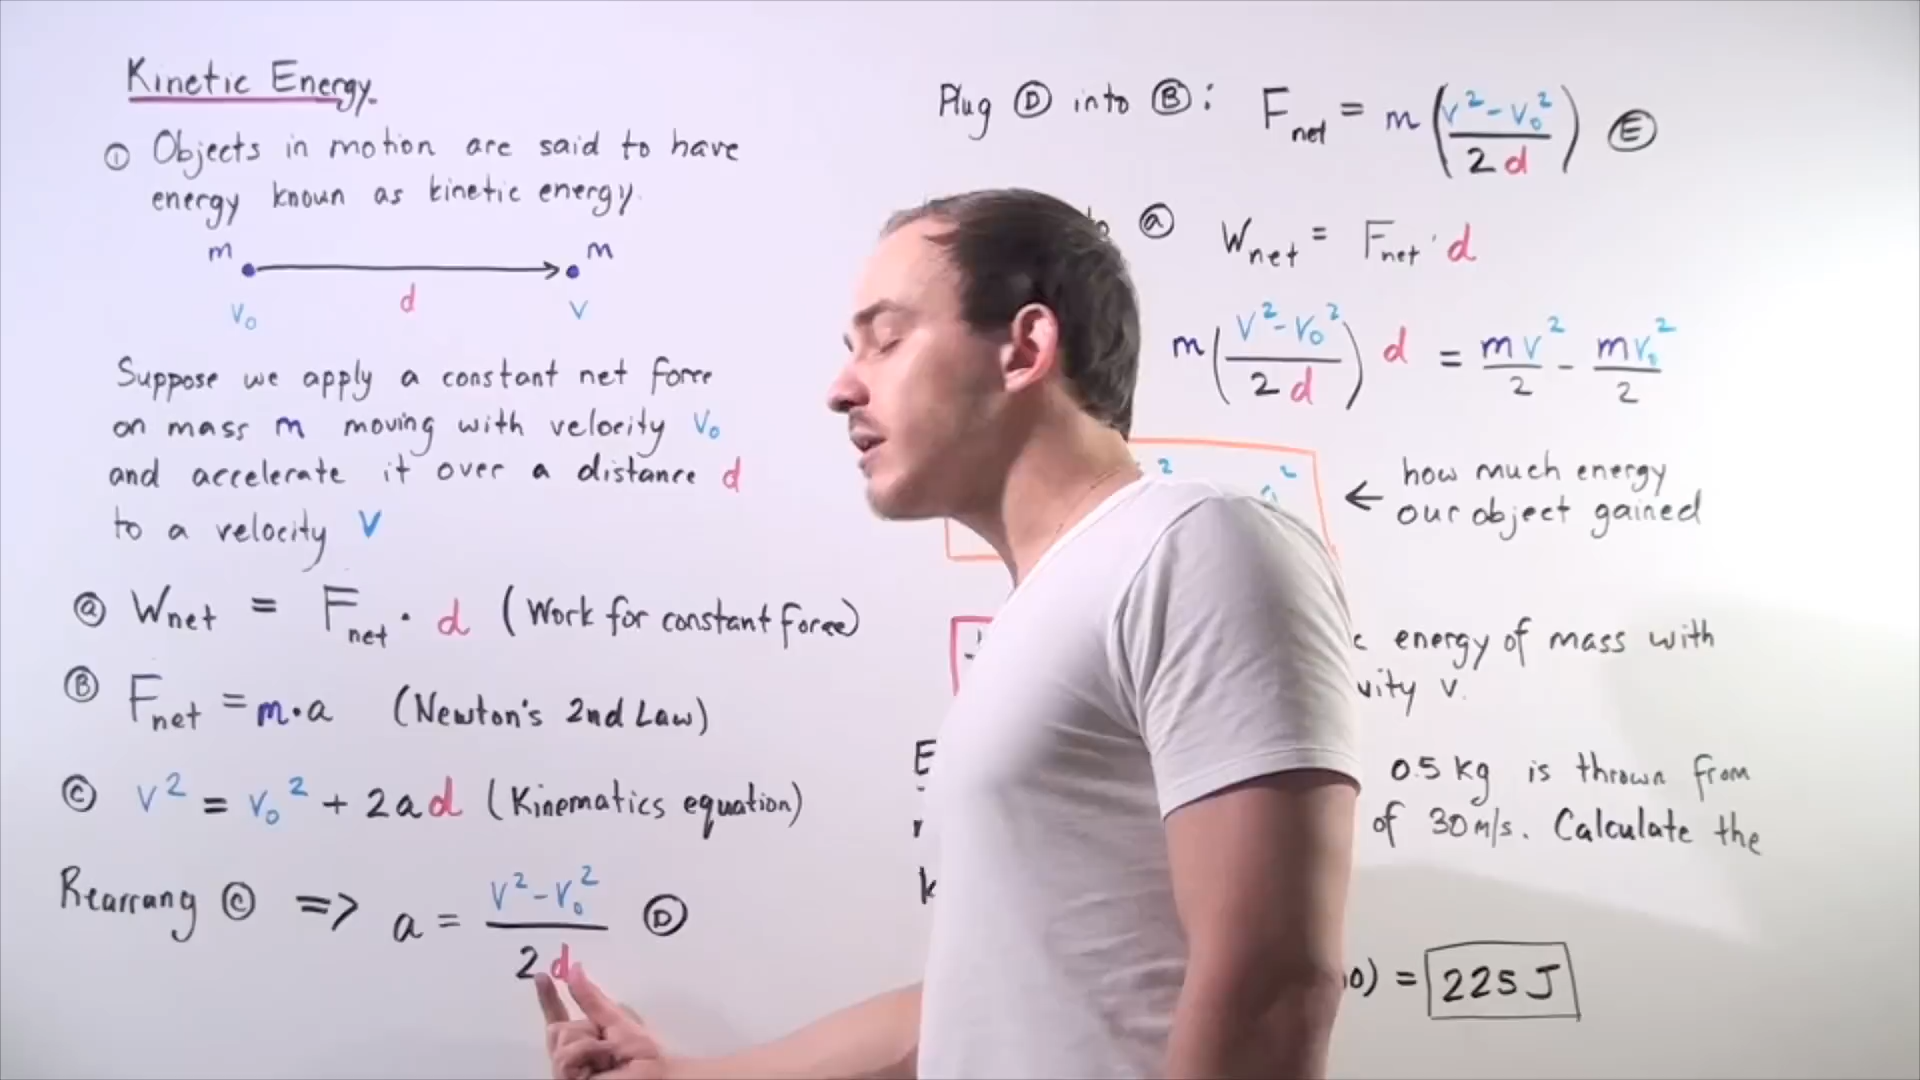 Kinetic Energy
① Objects in motion are said to have
energy known as kinetic energy.
m m
d
v₀ v
Suppose we apply a constant net force
on mass m moving with velocity v₀
and accelerate it over a distance d
to a velocity v
ⓐ Wnet = Fnet · d (Work for constant force)
Ⓑ Fnet = m·a (Newton's 2nd Law)
Ⓒ v² = v₀² + 2ad (Kinematics equation)
Rearrang Ⓒ => a = (v² - v₀²)/2d Ⓓ
Plug Ⓓ into Ⓑ: Fnet = m((v² - v₀²)/2d) Ⓔ
ⓐ Wnet = Fnet · d
m((v² - v₀²)/2d) d = mv²/2 - mv₀²/2
← how much energy
our object gained
energy of mass with
v.
0.5 kg is thrown from
of 30 m/s. Calculate the
= 225 J